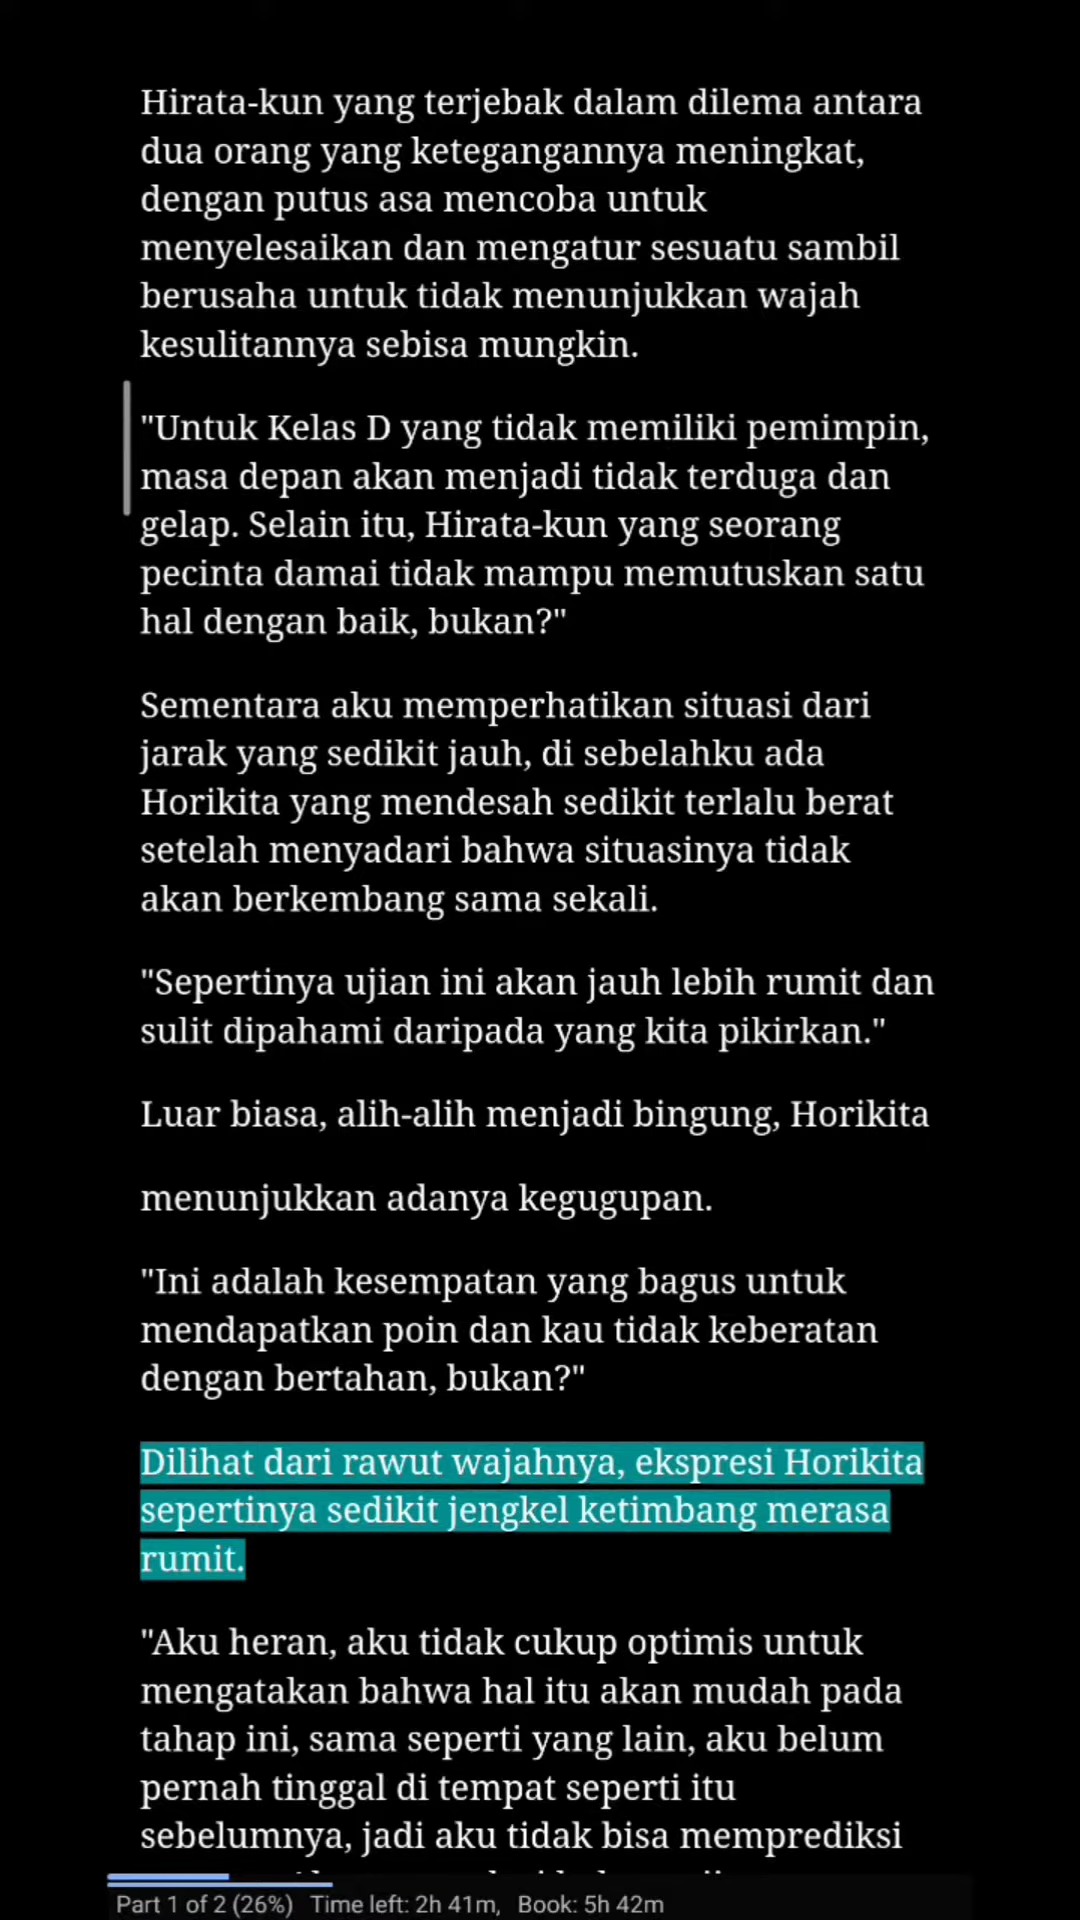 Hirata-kun yang terjebak dalam dilema antara
dua orang yang ketegangannya meningkat,
dengan putus asa mencoba untuk
menyelesaikan dan mengatur sesuatu sambil
berusaha untuk tidak menunjukkan wajah
kesulitannya sebisa mungkin.
"Untuk Kelas D yang tidak memiliki pemimpin,
masa depan akan menjadi tidak terduga dan
gelap. Selain itu, Hirata-kun yang seorang
pecinta damai tidak mampu memutuskan satu
hal dengan baik, bukan?"
Sementara aku memperhatikan situasi dari
jarak yang sedikit jauh, di sebelahku ada
Horikita yang mendesah sedikit terlalu berat
setelah menyadari bahwa situasinya tidak
akan berkembang sama sekali.
"Sepertinya ujian ini akan jauh lebih rumit dan
sulit dipahami daripada yang kita pikirkan."
Luar biasa, alih-alih menjadi bingung, Horikita
menunjukkan adanya kegugupan.
"Ini adalah kesempatan yang bagus untuk
mendapatkan poin dan kau tidak keberatan
dengan bertahan, bukan?"
Dilihat dari rawut wajahnya, ekspresi Horikita
sepertinya sedikit jengkel ketimbang merasa
rumit.
"Aku heran, aku tidak cukup optimis untuk
mengatakan bahwa hal itu akan mudah pada
tahap ini, sama seperti yang lain, aku belum
pernah tinggal di tempat seperti itu
sebelumnya, jadi aku tidak bisa memprediksi
Part 1 of 2 (26%) Time left: 2h 41m, Book: 5h 42m